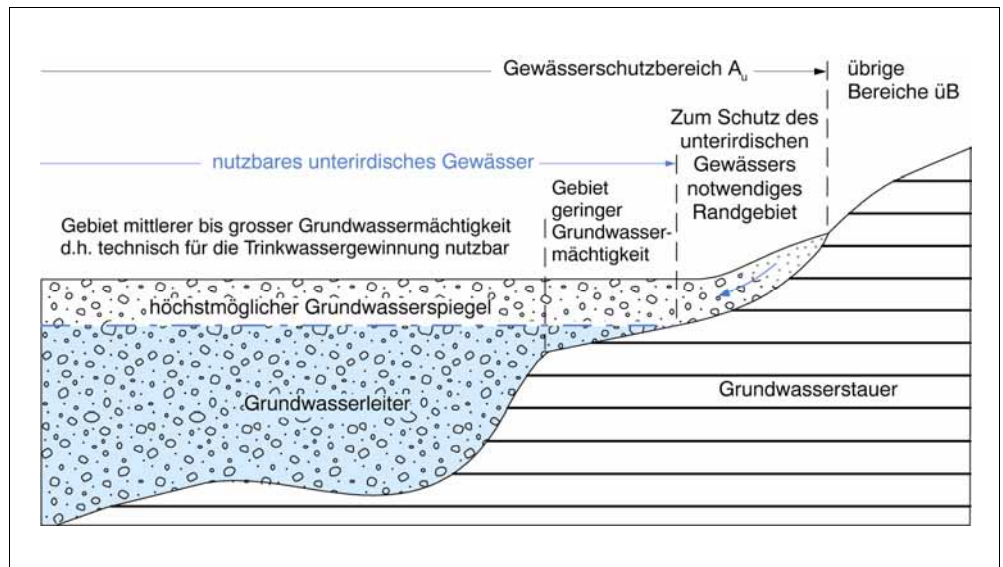 Gewässerschutzbereich Au
übrige
Bereiche üB
Zum Schutz des
unterirdischen
Gewässers
notwendiges
Randgebiet
nutzbares unterirdisches Gewässer
Gebiet
geringer
Grundwasser-
mächtigkeit
Gebiet mittlerer bis grosser Grundwassermächtigkeit
d.h. technisch für die Trinkwassergewinnung nutzbar
höchstmöglicher Grundwasserspiegel
Grundwasserstauer
Grundwasserleiter